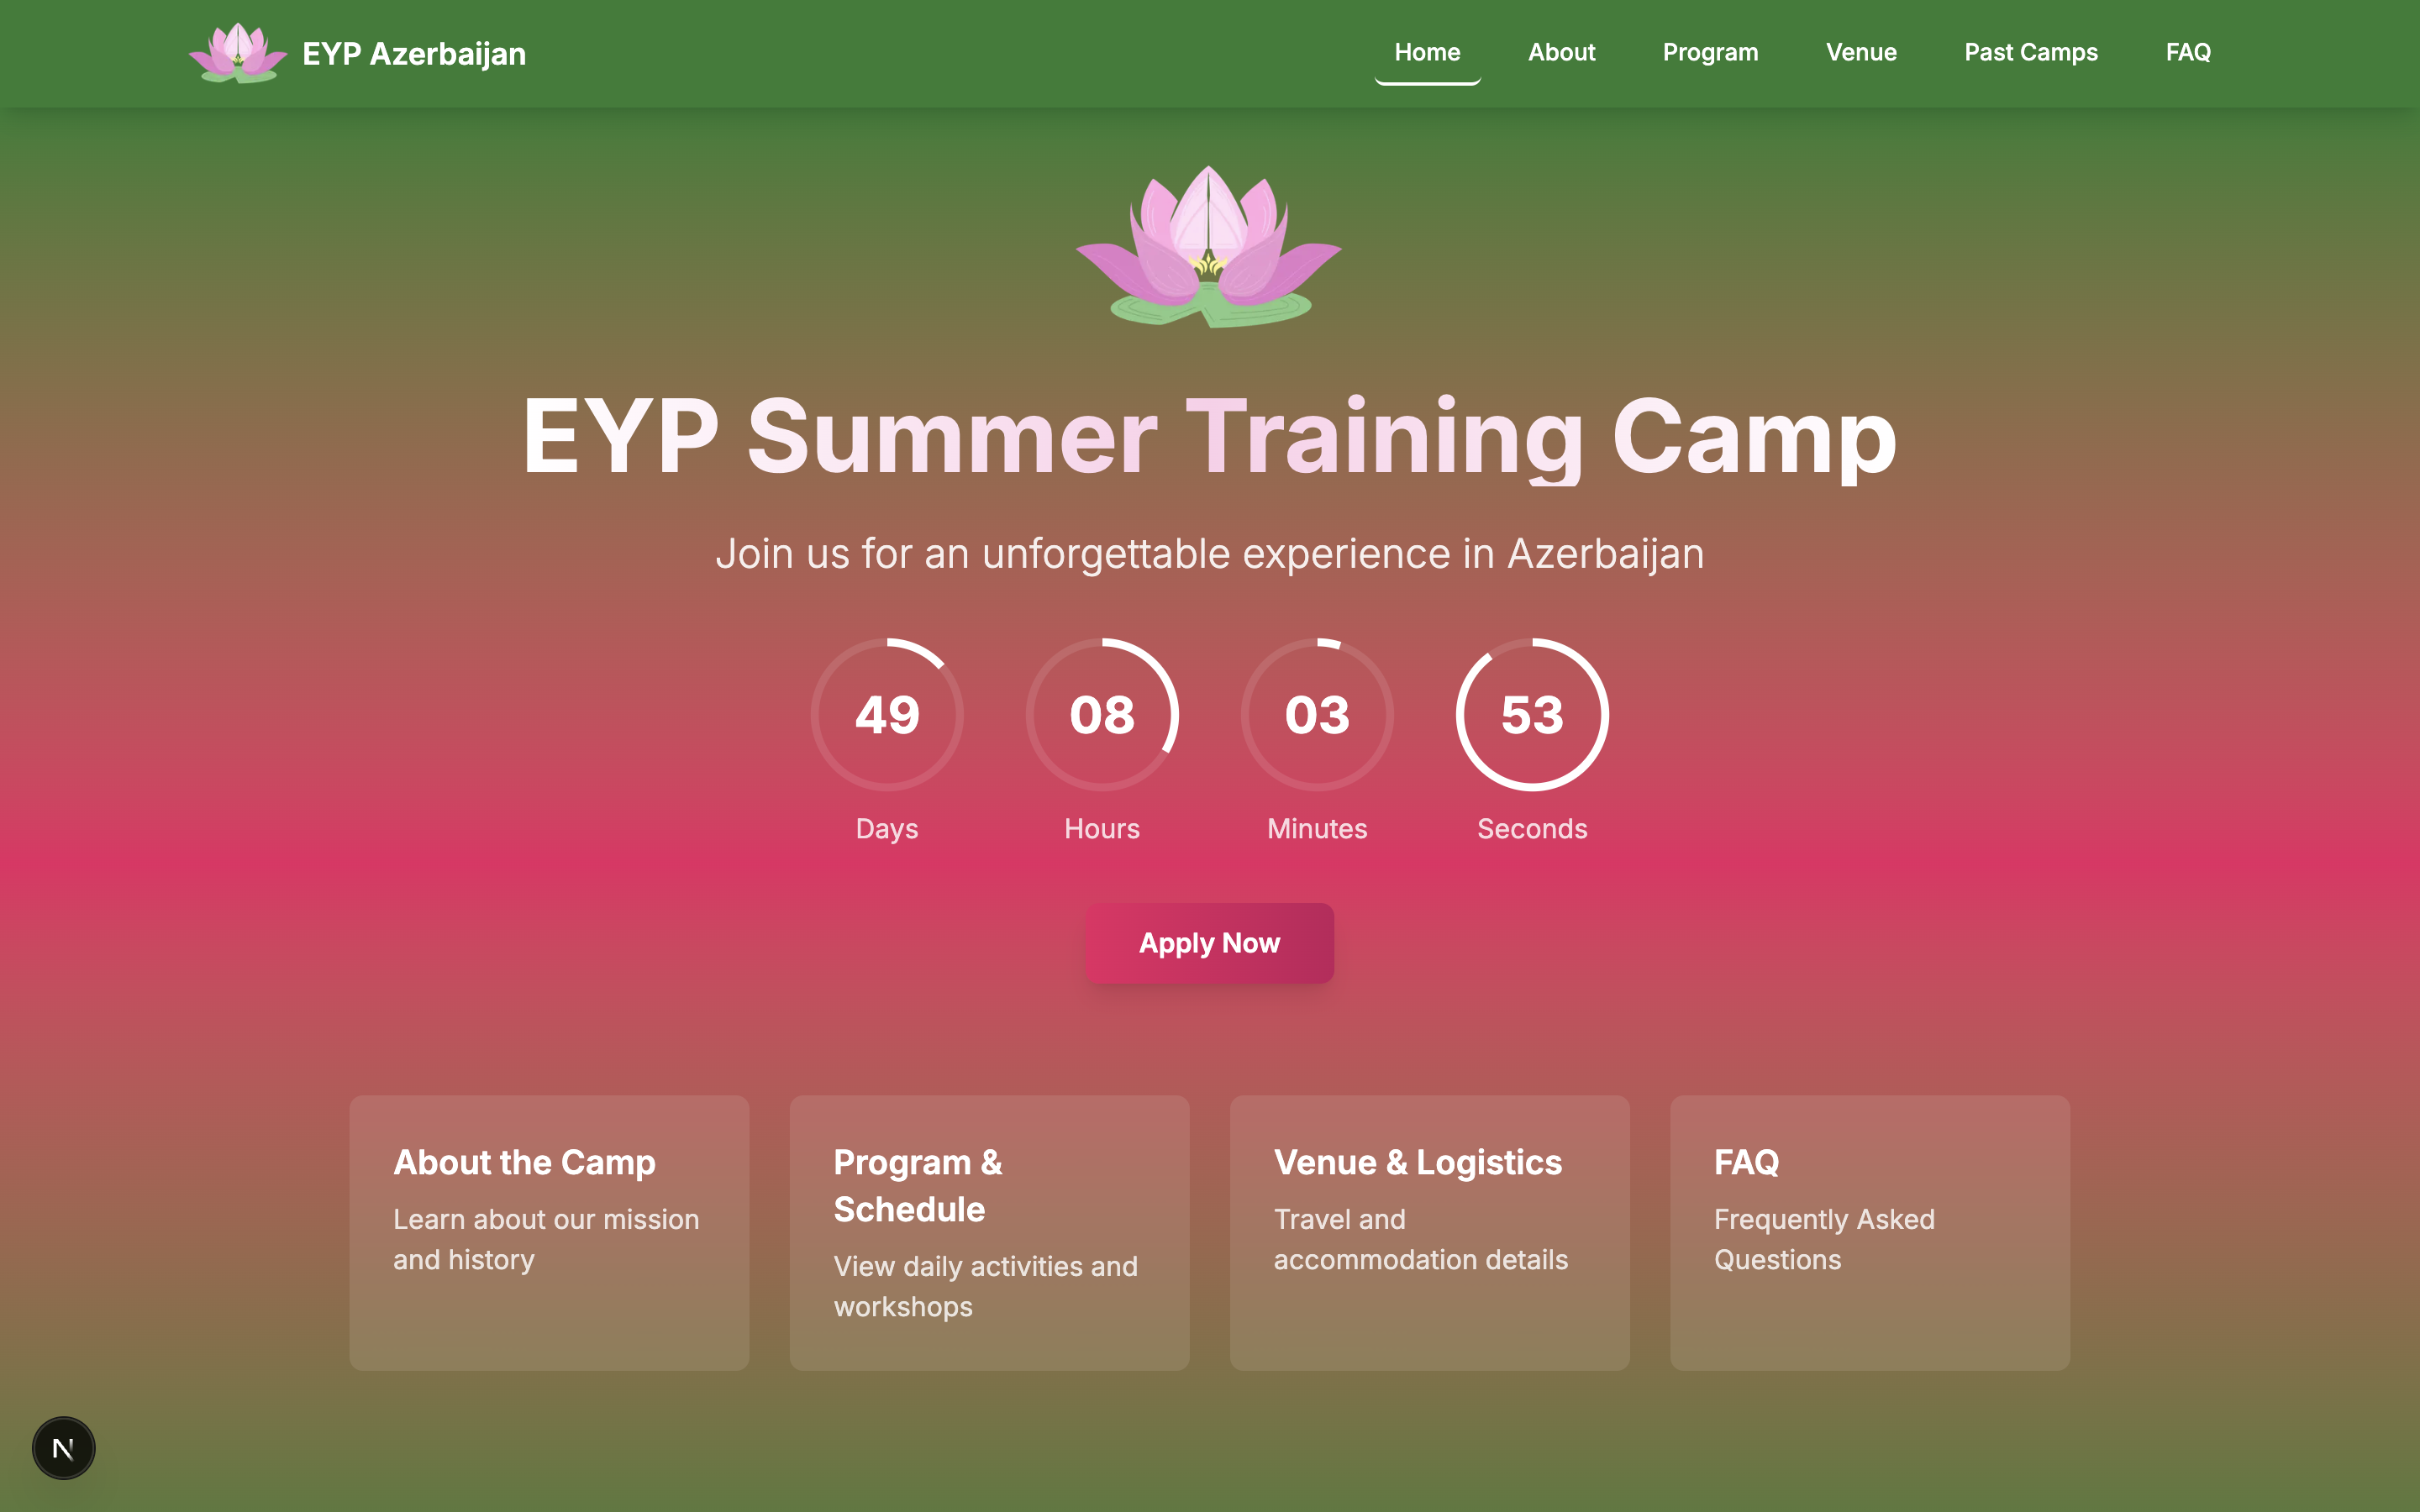 EYP Azerbaijan
Home
About
Program
Venue
Past Camps
FAQ
EYP Summer Training Camp
Join us for an unforgettable experience in Azerbaijan
49
08
03
53
Days
Hours
Minutes
Seconds
Apply Now
About the Camp
Learn about our mission
and history
Program &
Schedule
View daily activities and
workshops
Venue & Logistics
Travel and
accommodation details
FAQ
Frequently Asked
Questions
N